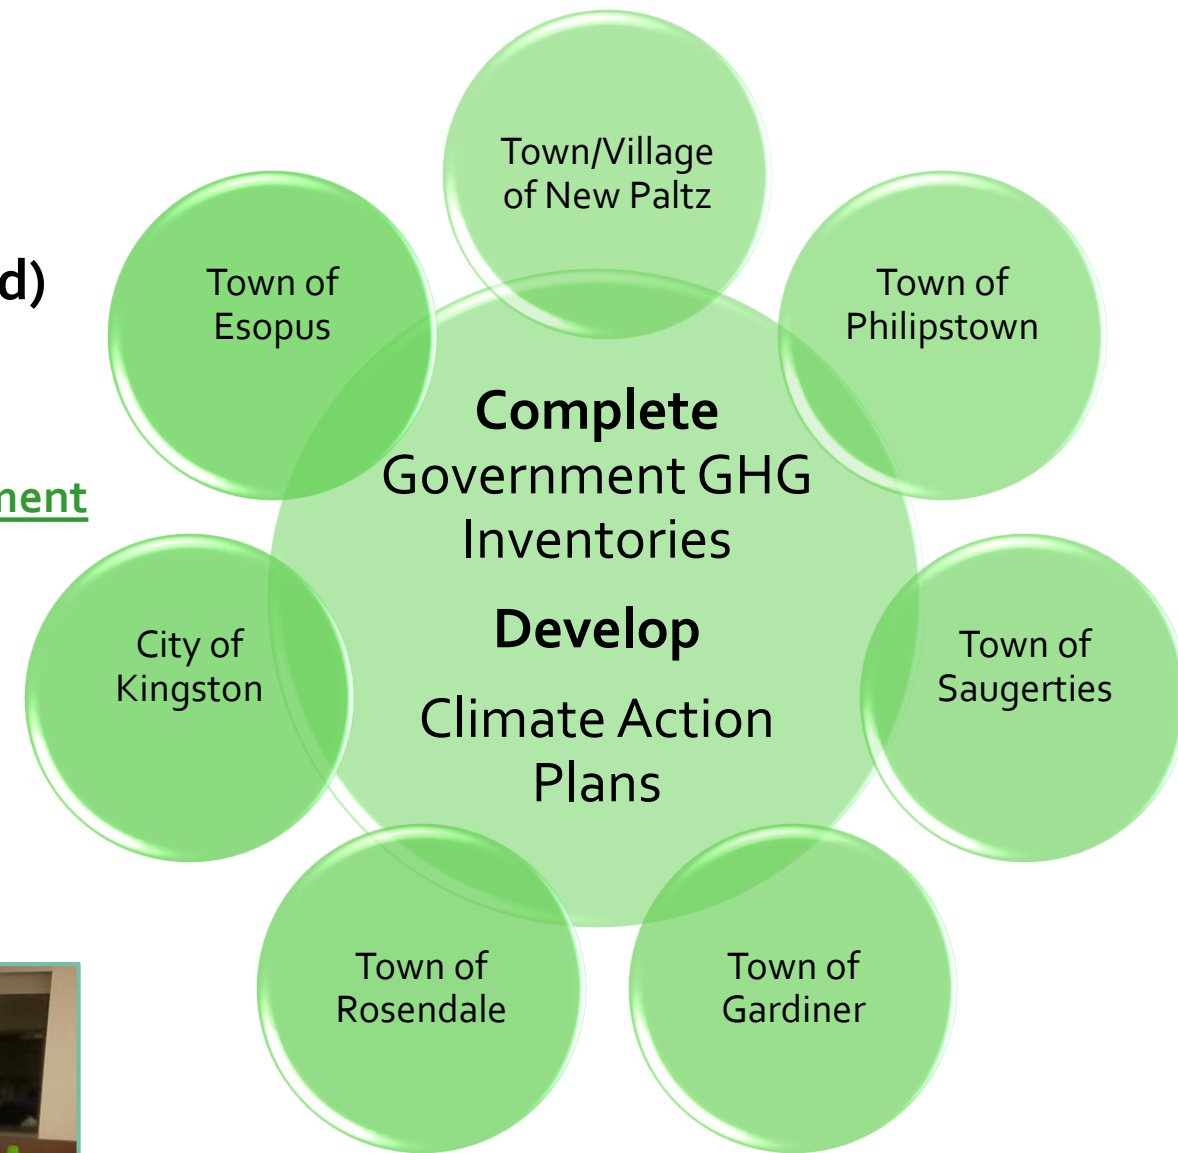 d)
ment
Town/Village
of New Paltz
Town of
Philipstown
Town of
Saugerties
Town of
Gardiner
Town of
Rosendale
City of
Kingston
Town of
Esopus
Complete
Government GHG
Inventories
Develop
Climate Action
Plans